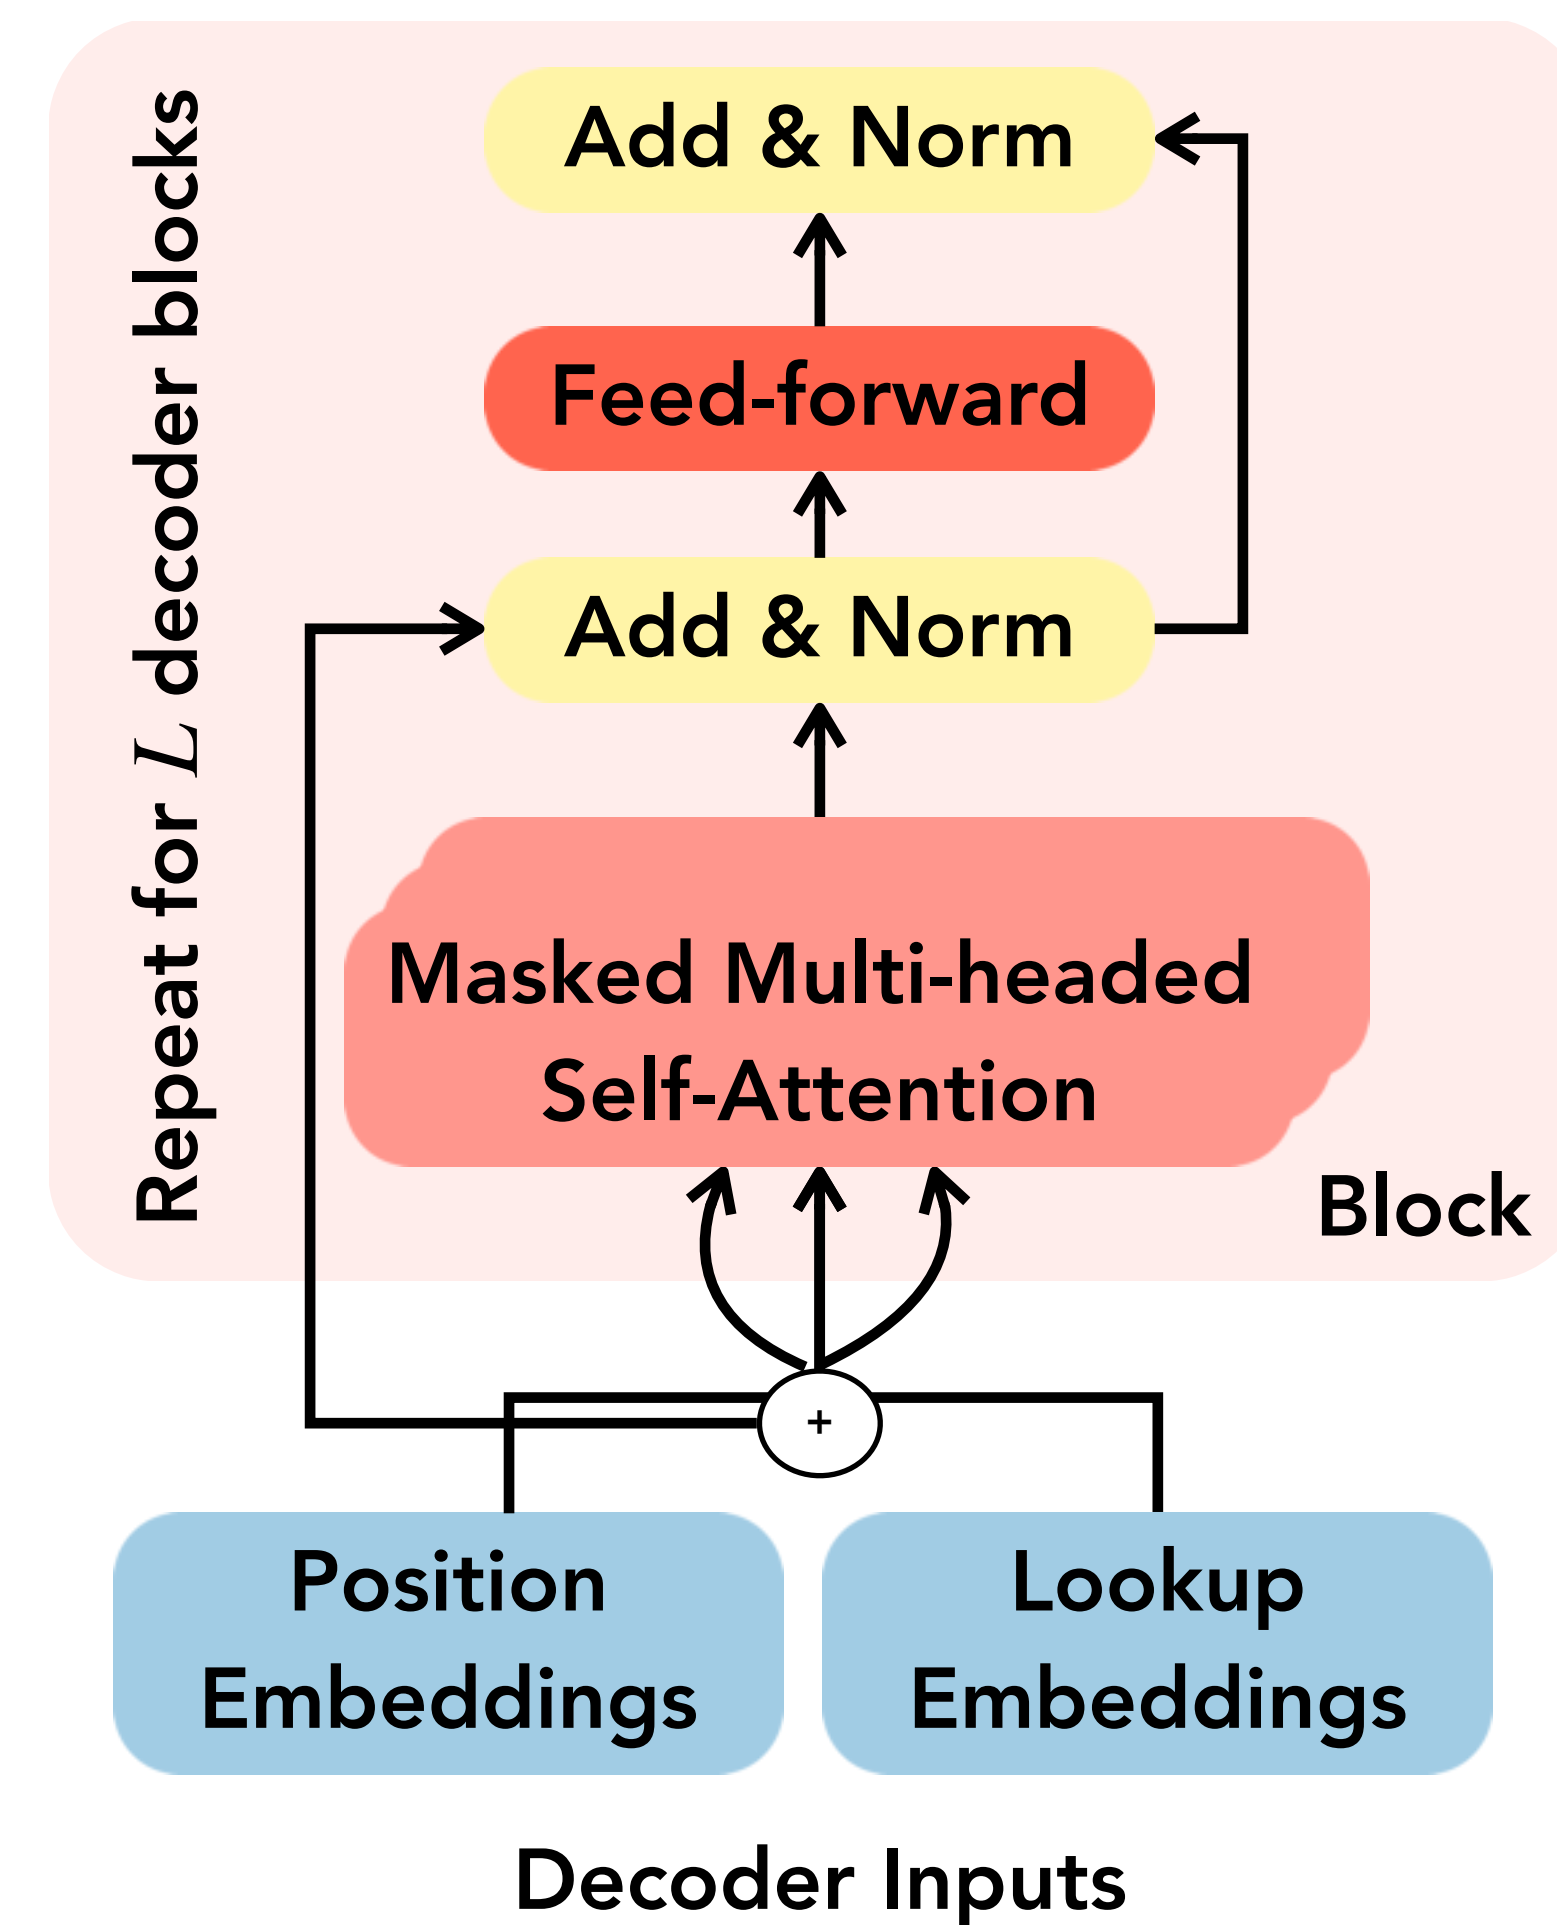 Repeat for L decoder blocks
Add & Norm
Feed-forward
Add & Norm
Masked Multi-headed
Self-Attention
Block
+
Position
Embeddings
Lookup
Embeddings
Decoder Inputs